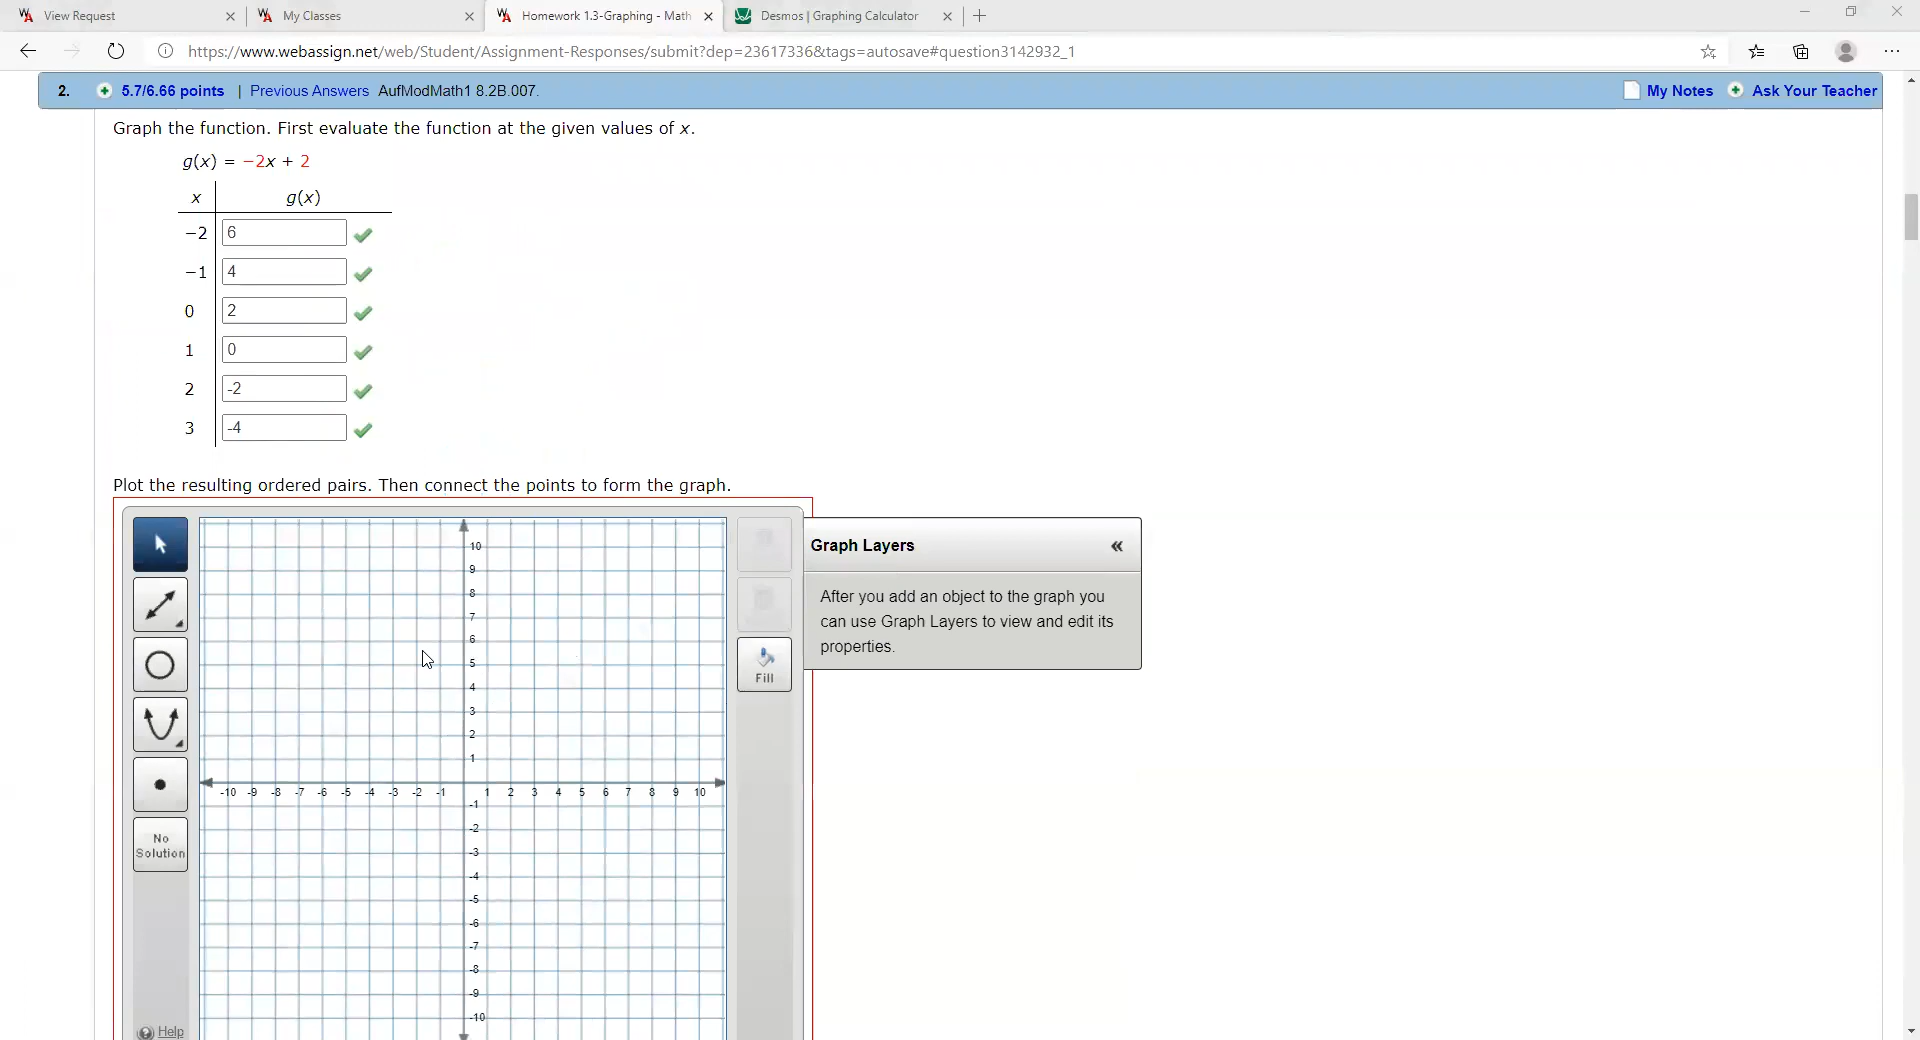 View Request
My Classes
Homework 1.3-Graphing - Math
Desmos | Graphing Calculator
https://www.webassign.net/web/Student/Assignment-Responses/submit?dep=23617336&tags=autosave#question3142932_1
2. 5.7/6.66 points | Previous Answers AufModMath1 8.2B.007. My Notes Ask Your Teacher
Graph the function. First evaluate the function at the given values of x.
g(x) = −2x + 2
x g(x)
−2 6
−1 4
0 2
1 0
2 -2
3 -4
Plot the resulting ordered pairs. Then connect the points to form the graph.
Graph Layers «
After you add an object to the graph you
can use Graph Layers to view and edit its
properties.
Fill
No
Solution
Help
10
9
8
7
6
5
4
3
2
1
-10 -9 -8 -7 -6 -5 -4 -3 -2 -1 1 2 3 4 5 6 7 8 9 10
-1
-2
-3
-4
-5
-6
-7
-8
-9
-10